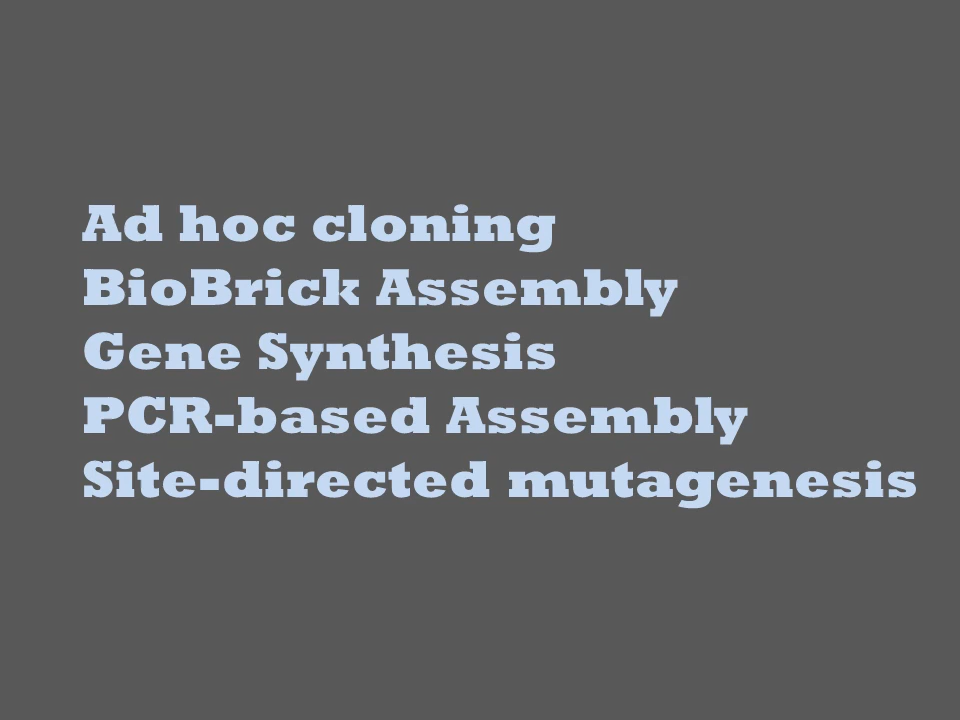 Ad hoc cloning
BioBrick Assembly
Gene Synthesis
PCR-based Assembly
Site-directed mutagenesis